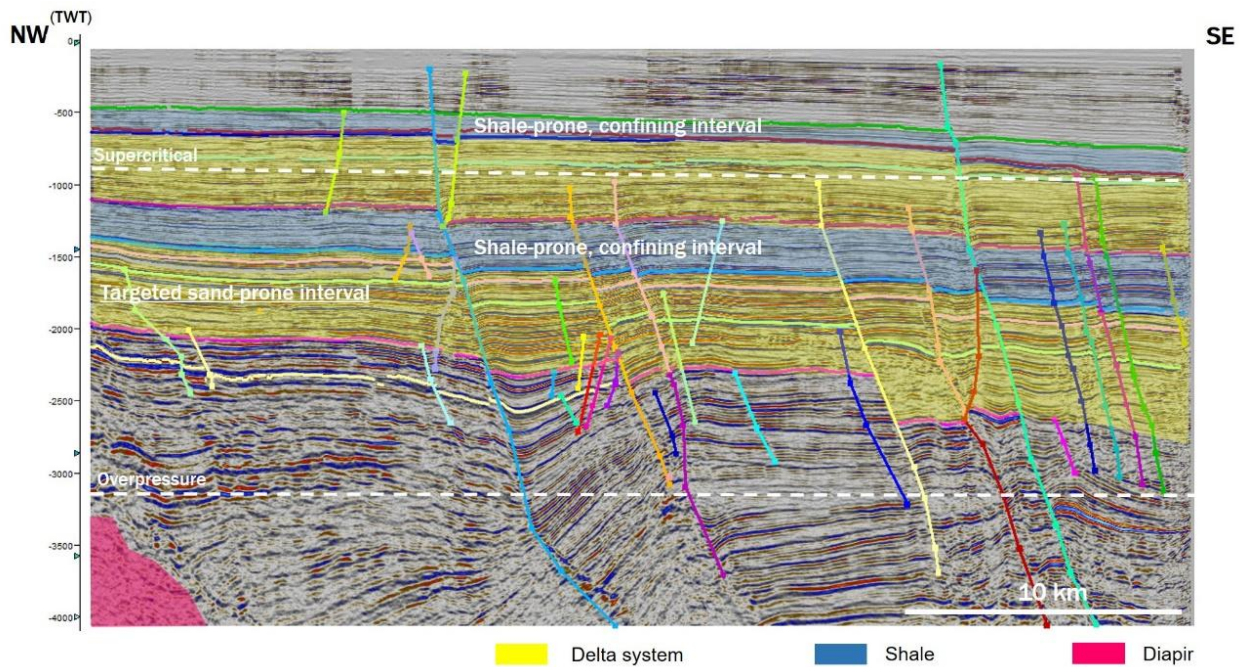 (TWT)
NW
SE
0
-500
Shale-prone, confining interval
Supercritical
-1000
Shale-prone, confining interval
-1500
Targeted sand-prone interval
-2000
-2500
Overpressure
-3000
-3500
10 km
-4000
Delta system
Shale
Diapir